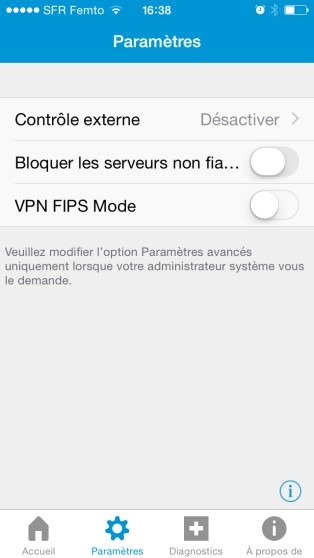 SFR Femto 16:38
Paramètres
Contrôle externe Désactiver
Bloquer les serveurs non fia...
VPN FIPS Mode
Veuillez modifier l'option Paramètres avancés
uniquement lorsque votre administrateur système vous
le demande.
Accueil Paramètres Diagnostics À propos de